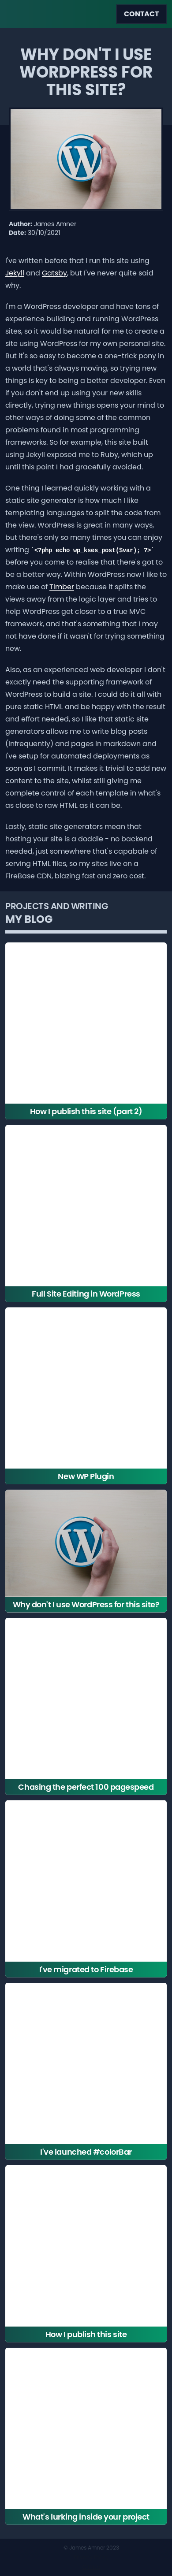 CONTACT
WHY DON'T I USE
WORDPRESS FOR
THIS SITE?
Author: James Amner
Date: 30/10/2021
I've written before that I run this site using
Jekyll and Gatsby, but I've never quite said
why.
I'm a WordPress developer and have tons of
experience building and running WordPress
sites, so it would be natural for me to create a
site using WordPress for my own personal site.
But It's so easy to become a one-trick pony in
a world that's always moving, so trying new
things is key to being a better developer. Even
if you don't end up using your new skills
directly, trying new things opens your mind to
other ways of doing some of the common
problems found in most programming
frameworks. So for example, this site built
using Jekyll exposed me to Ruby, which up
until this point I had gracefully avoided.
One thing I learned quickly working with a
static site generator is how much I like
templating languages to split the code from
the view. WordPress is great in many ways,
but there's only so many times you can enjoy
writing `<?php echo wp_kses_post($var); ?>`
before you come to realise that there's got to
be a better way. Within WordPress now I like to
make use of Timber because it splits the
views away from the logic layer and tries to
help WordPress get closer to a true MVC
framework, and that's something that I may
not have done if it wasn't for trying something
new.
Also, as an experienced web developer I don't
exactly need the supporting framework of
WordPress to build a site. I could do it all with
pure static HTML and be happy with the result
and effort needed, so I like that static site
generators allows me to write blog posts
(infrequently) and pages in markdown and
I've setup for automated deployments as
soon as I commit. It makes it trivial to add new
content to the site, whilst still giving me
complete control of each template in what's
as close to raw HTML as it can be.
Lastly, static site generators mean that
hosting your site is a doddle - no backend
needed, just somewhere that's capable of
serving HTML files, so my sites live on a
FireBase CDN, blazing fast and zero cost.
PROJECTS AND WRITING
MY BLOG
How I publish this site (part 2)
Full Site Editing in WordPress
New WP Plugin
Why don't I use WordPress for this site?
Chasing the perfect 100 pagespeed
I've migrated to Firebase
I've launched #colorBar
How I publish this site
What's lurking inside your project